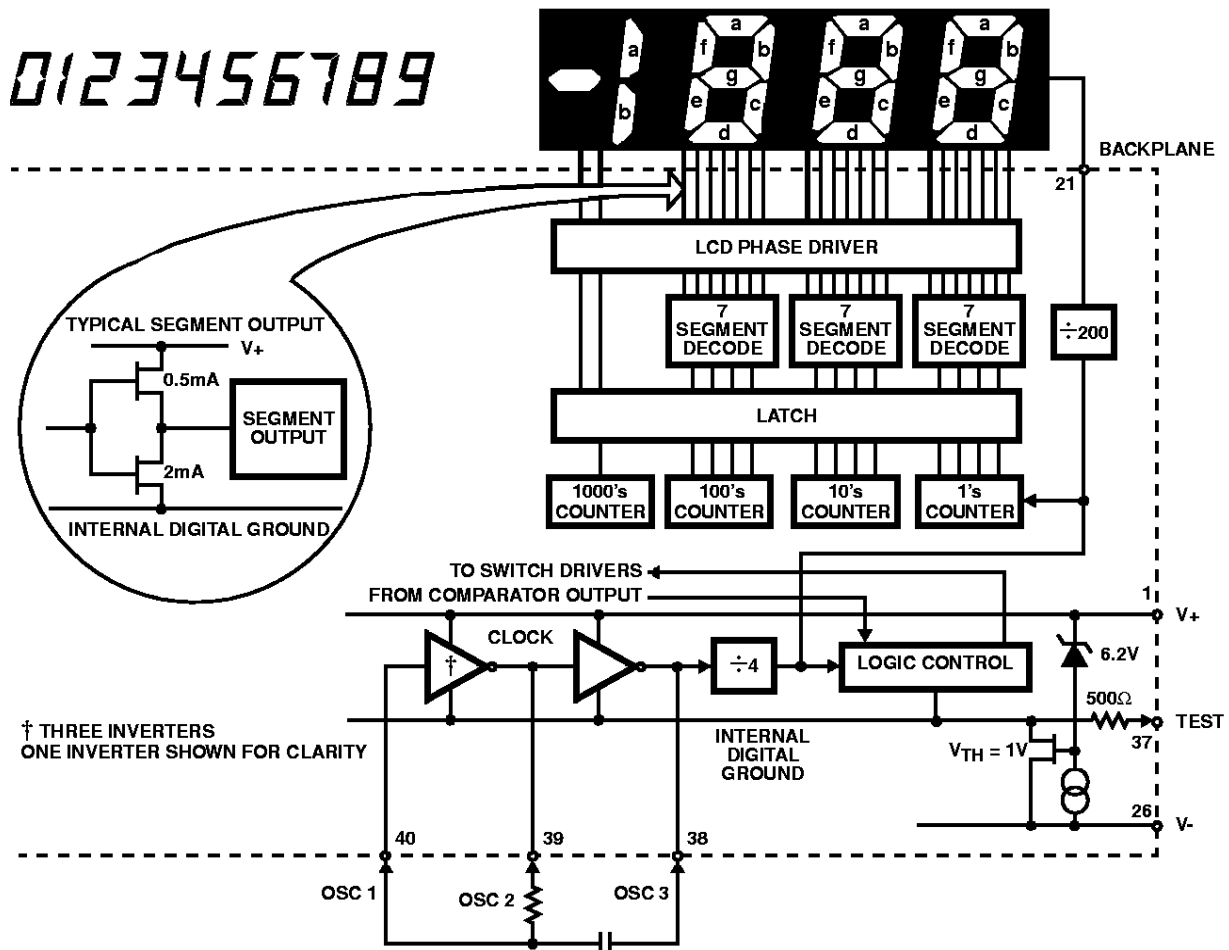 0123456789
a
b
a
f
b
g
e
c
d
a
f
b
g
e
c
d
a
f
b
g
e
c
d
BACKPLANE
21
LCD PHASE DRIVER
TYPICAL SEGMENT OUTPUT
V+
0.5mA
SEGMENT
OUTPUT
2mA
INTERNAL DIGITAL GROUND
7
SEGMENT
DECODE
7
SEGMENT
DECODE
7
SEGMENT
DECODE
÷200
LATCH
1000's
COUNTER
100's
COUNTER
10's
COUNTER
1's
COUNTER
TO SWITCH DRIVERS
FROM COMPARATOR OUTPUT
1
V+
CLOCK
†
÷4
LOGIC CONTROL
6.2V
500Ω
TEST
37
† THREE INVERTERS
ONE INVERTER SHOWN FOR CLARITY
INTERNAL
DIGITAL
GROUND
VTH = 1V
26
V-
40
39
38
OSC 1
OSC 2
OSC 3